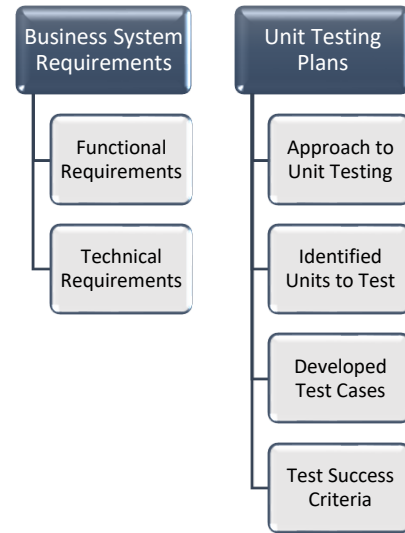 Business System
Requirements
Functional
Requirements
Technical
Requirements
Unit Testing
Plans
Approach to
Unit Testing
Identified
Units to Test
Developed
Test Cases
Test Success
Criteria